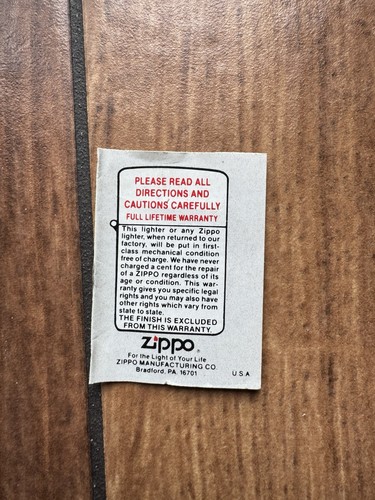 PLEASE READ ALL
DIRECTIONS AND
CAUTIONS CAREFULLY
FULL LIFETIME WARRANTY
This lighter or any Zippo
lighter, when returned to our
factory, will be put in first-
class mechanical condition
free of charge. We have never
charged a cent for the repair
of a ZIPPO regardless of its
age or condition. This war-
ranty gives you specific legal
rights and you may also have
other rights which vary from
state to state.
THE FINISH IS EXCLUDED
FROM THIS WARRANTY.
Zippo®
For the Light of Your Life
ZIPPO MANUFACTURING CO.
Bradford, PA. 16701
U.S.A